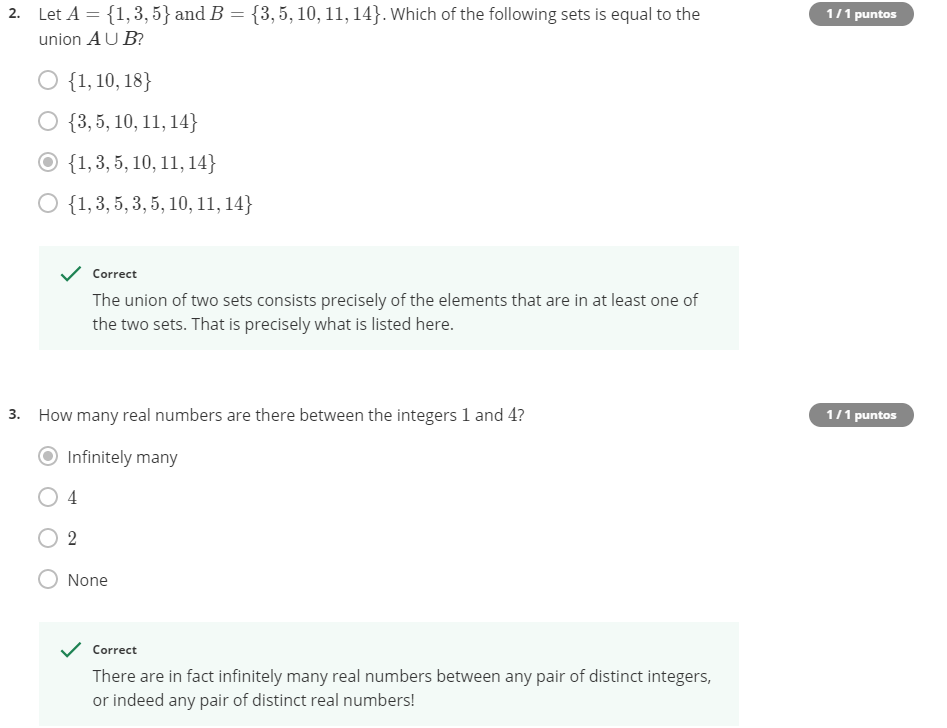 2. Let A = {1, 3, 5} and B = {3, 5, 10, 11, 14}. Which of the following sets is equal to the
union A ∪ B?
1 / 1 puntos
{1, 10, 18}
{3, 5, 10, 11, 14}
{1, 3, 5, 10, 11, 14}
{1, 3, 5, 3, 5, 10, 11, 14}
Correct
The union of two sets consists precisely of the elements that are in at least one of
the two sets. That is precisely what is listed here.
3. How many real numbers are there between the integers 1 and 4?
1 / 1 puntos
Infinitely many
4
2
None
Correct
There are in fact infinitely many real numbers between any pair of distinct integers,
or indeed any pair of distinct real numbers!